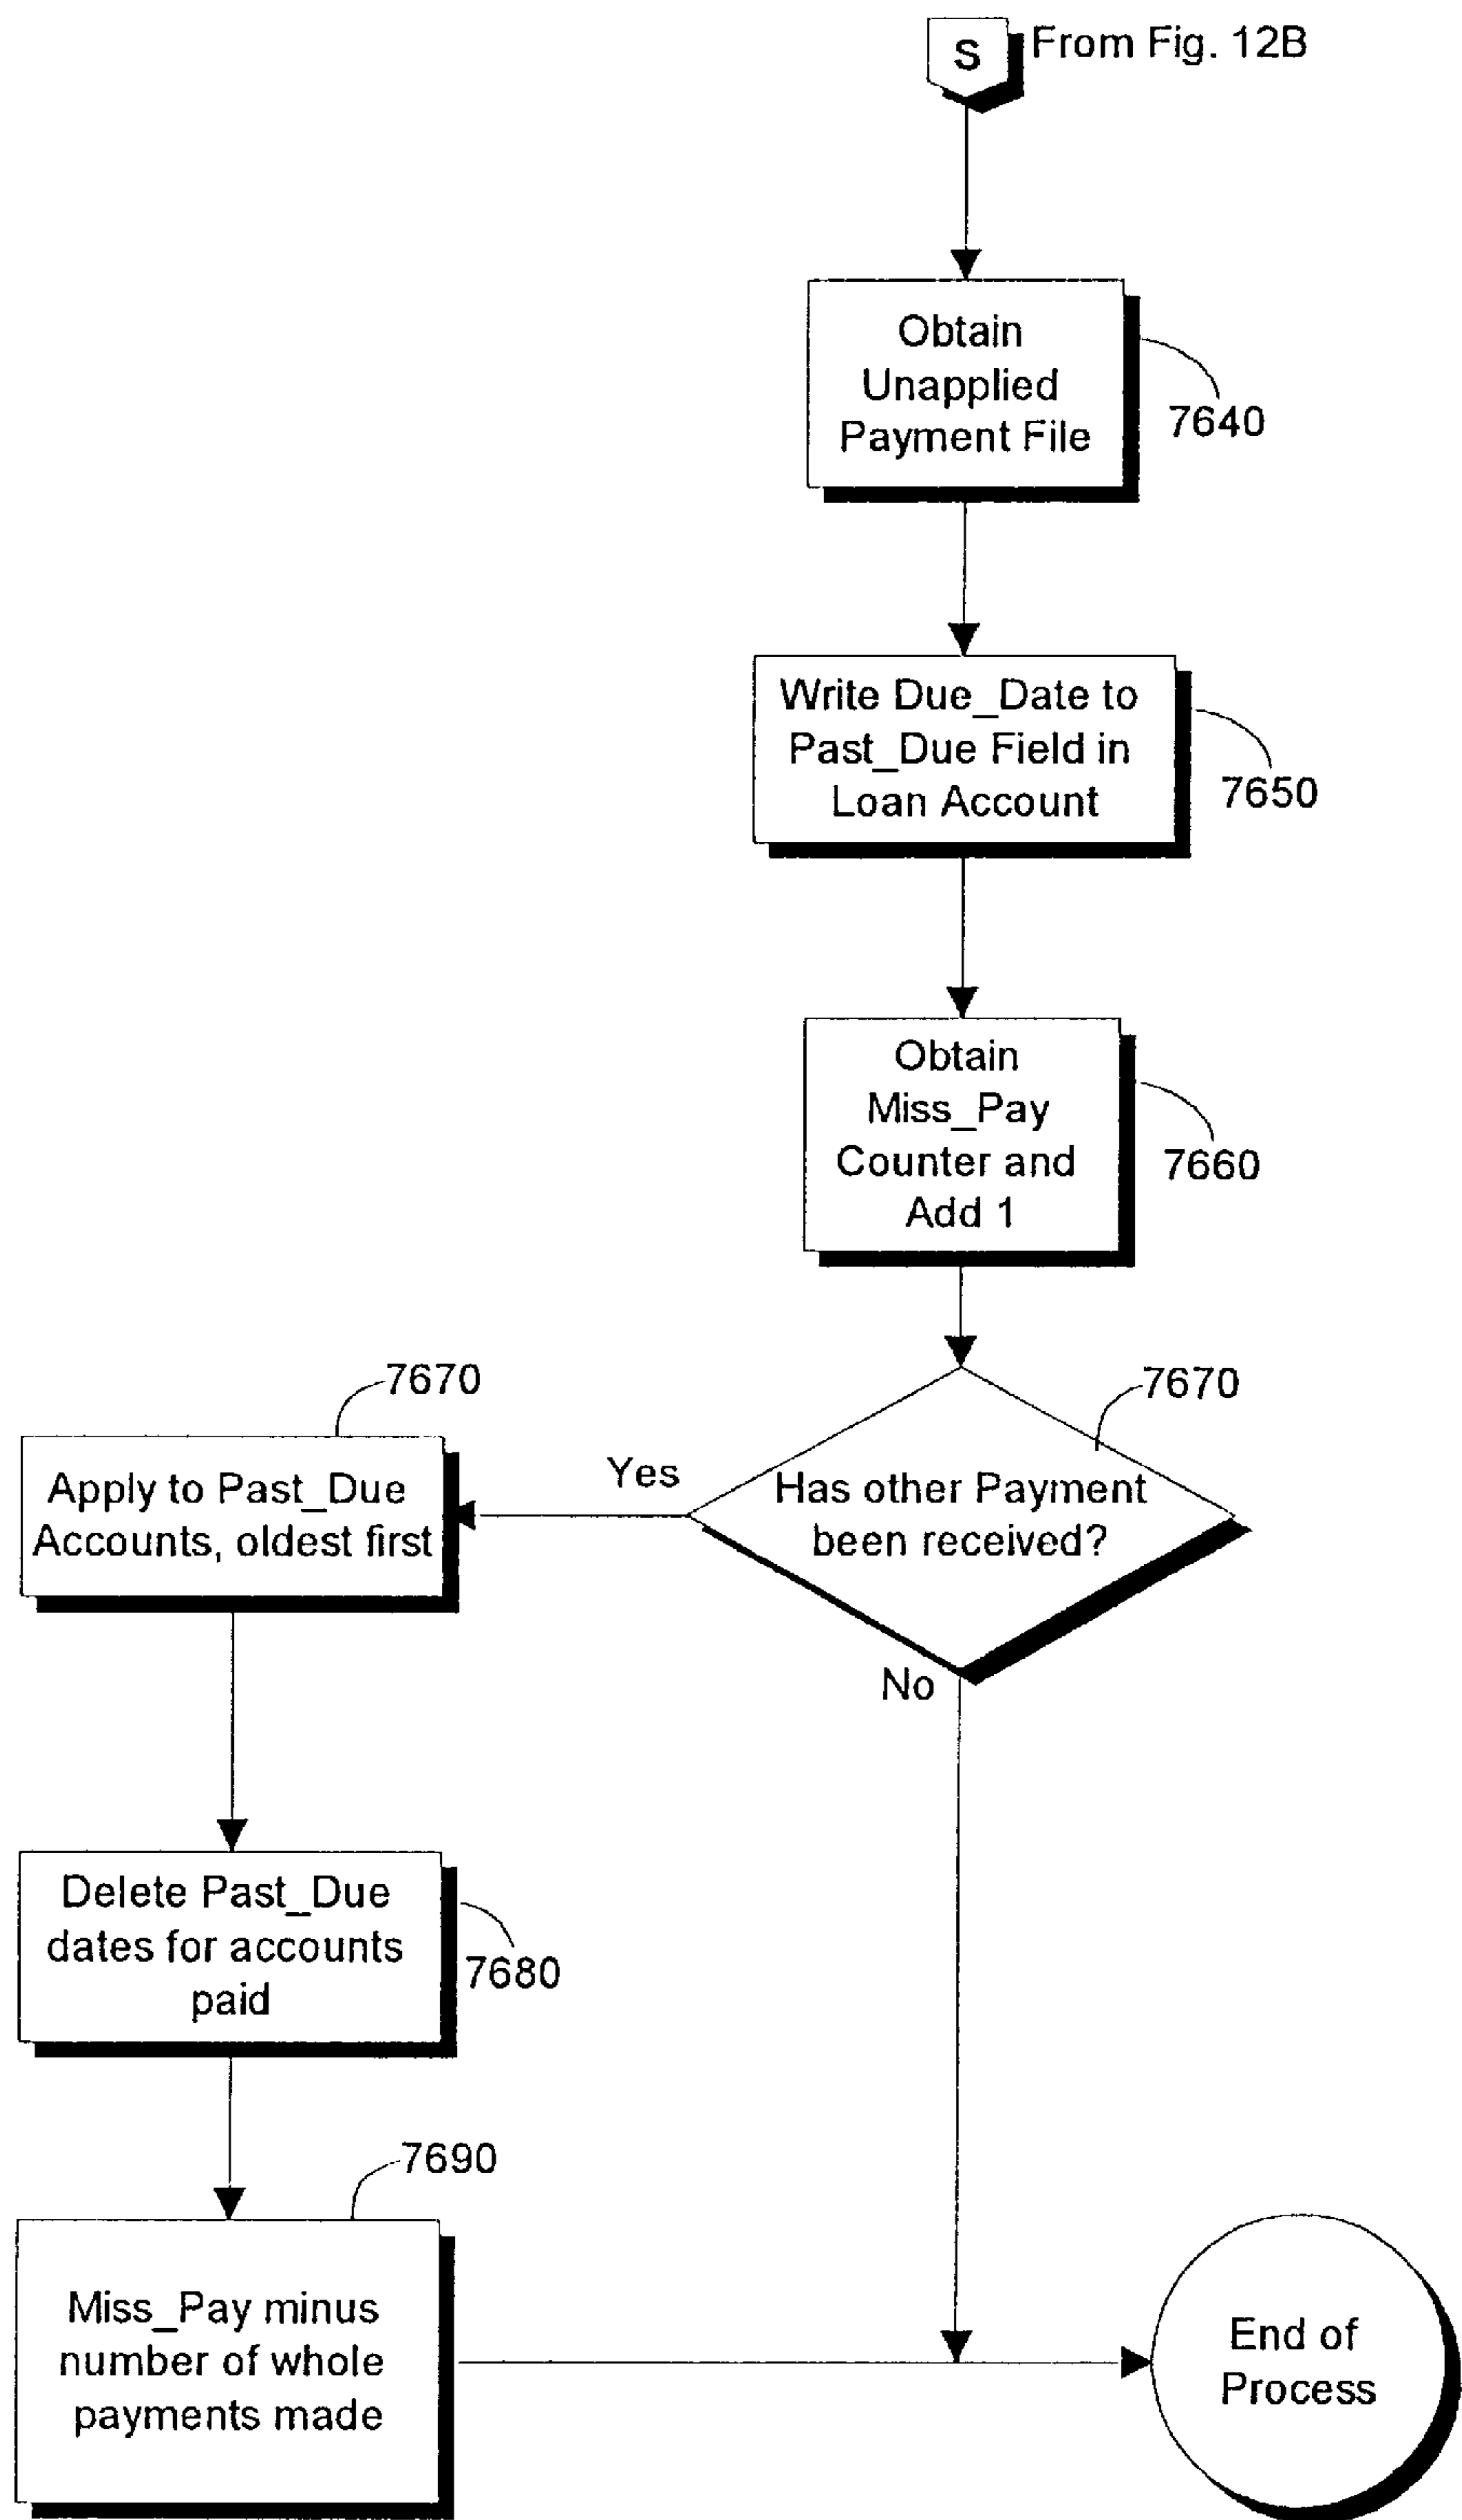 S
From Fig. 12B
Obtain
Unapplied
Payment File
7640
Write Due_Date to
Past_Due Field in
Loan Account
7650
Obtain
Miss_Pay
Counter and
Add 1
7660
7670
Has other Payment
been received?
Yes
No
7670
Apply to Past_Due
Accounts, oldest first
Delete Past_Due
dates for accounts
paid
7680
7690
Miss_Pay minus
number of whole
payments made
End of
Process